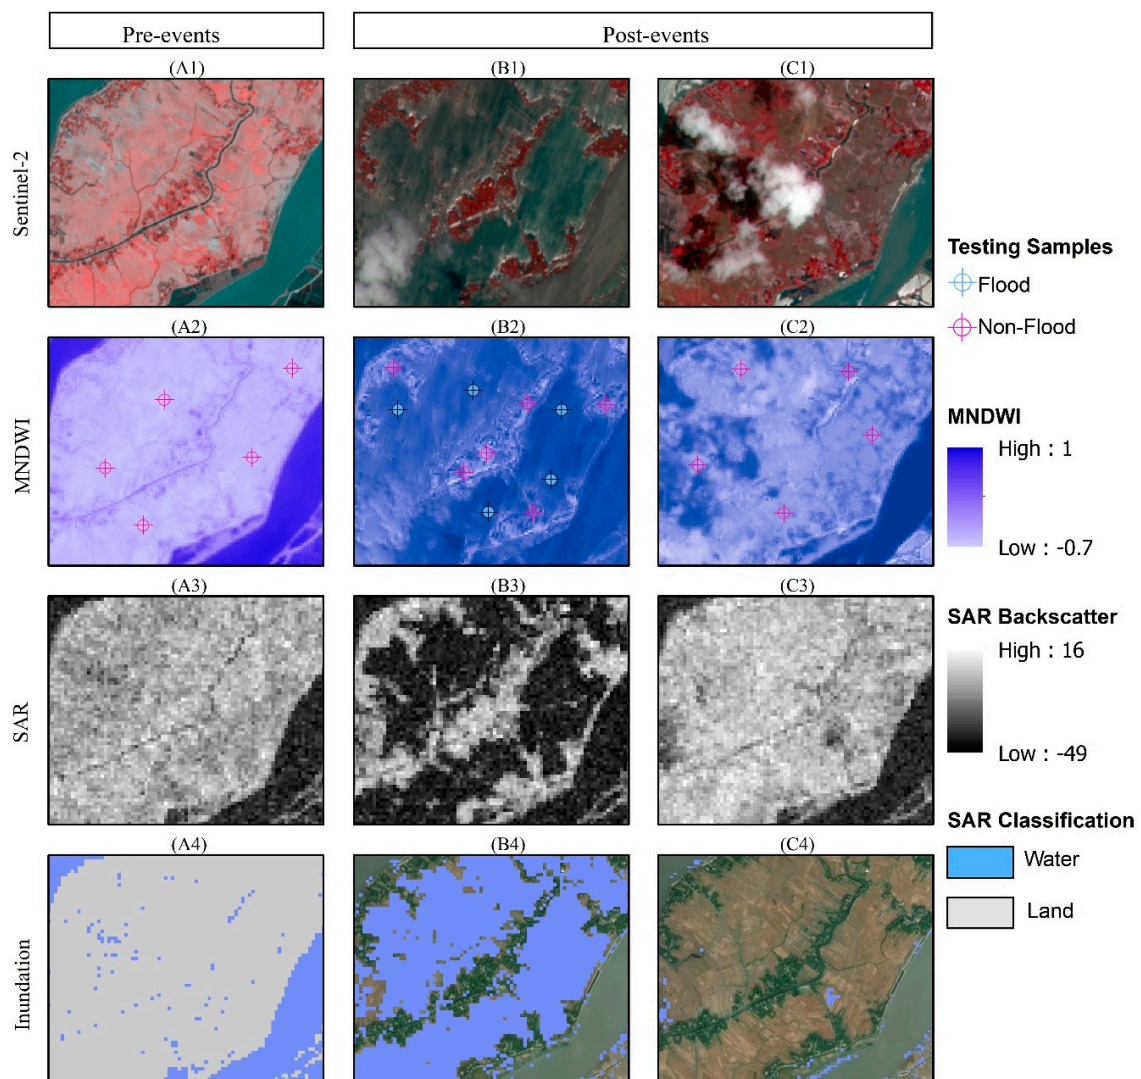 Pre-events
Post-events
(A1)
(B1)
(C1)
Sentinel-2
(A2)
(B2)
(C2)
MNDWI
(A3)
(B3)
(C3)
SAR
(A4)
(B4)
(C4)
Inundation
Testing Samples
Flood
Non-Flood
MNDWI
High : 1
Low : -0.7
SAR Backscatter
High : 16
Low : -49
SAR Classification
Water
Land